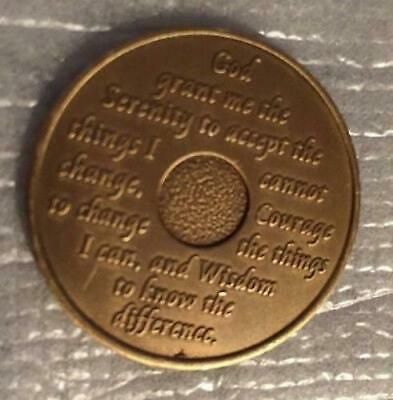 God
grant me the
Serenity to accept the
things I cannot
change, Courage
to change the things
I can, and Wisdom
to know the
difference.